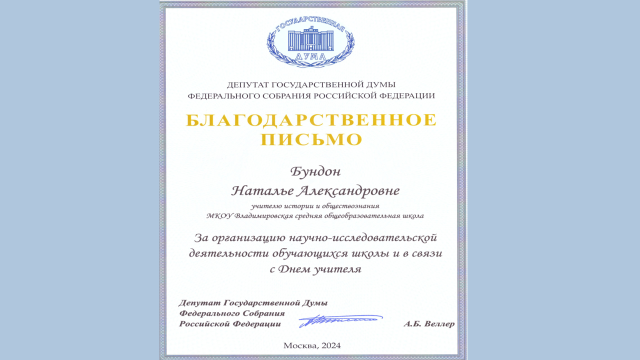 ГОСУДАРСТВЕННАЯ
ДУМА
ДЕПУТАТ ГОСУДАРСТВЕННОЙ ДУМЫ
ФЕДЕРАЛЬНОГО СОБРАНИЯ РОССИЙСКОЙ ФЕДЕРАЦИИ
БЛАГОДАРСТВЕННОЕ
ПИСЬМО
Бундон
Наталье Александровне
учителю истории и обществознания
МКОУ Владимировская средняя общеобразовательная школа
За организацию научно-исследовательской
деятельности обучающихся школы и в связи
с Днем учителя
Депутат Государственной Думы
Федерального Собрания
Российской Федерации А.Б. Веллер
Москва, 2024